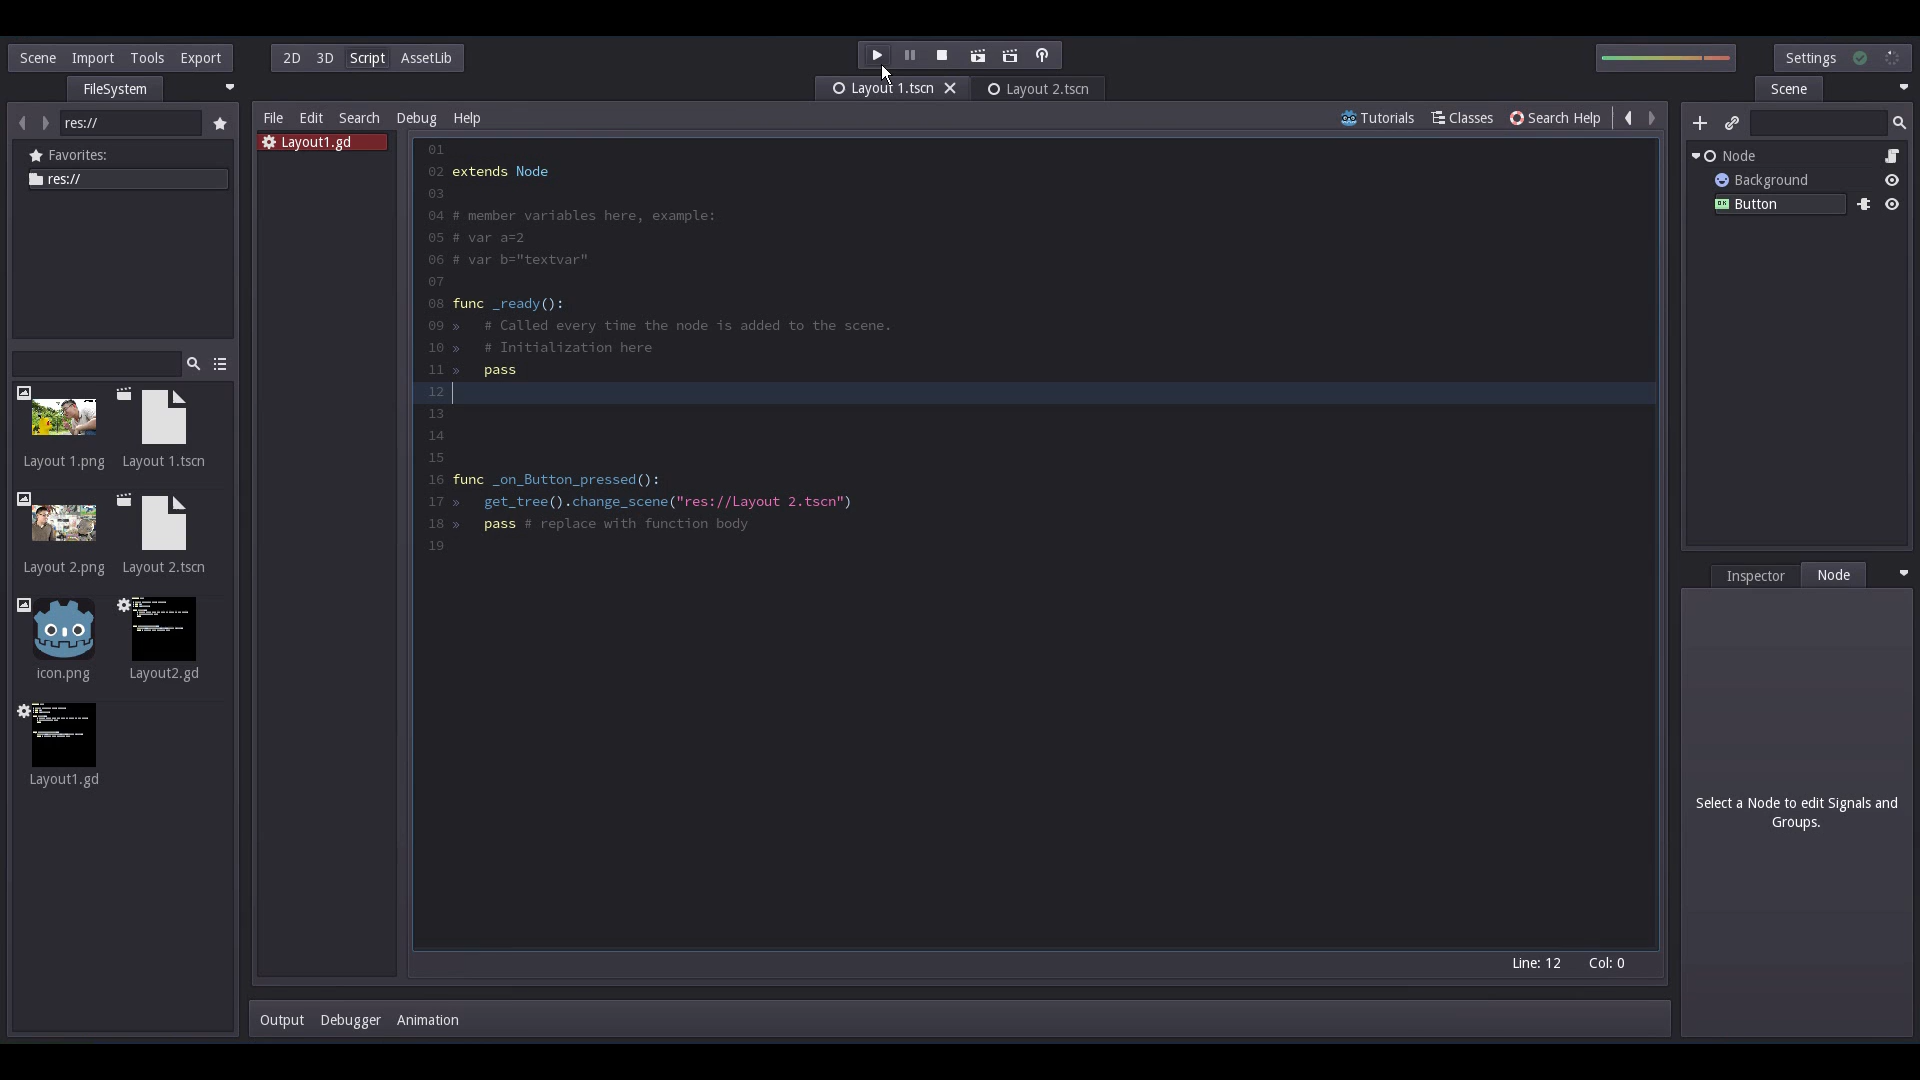 Scene Import Tools Export 2D 3D Script AssetLib Settings
FileSystem Layout 1.tscn Layout 2.tscn Scene
res://
Favorites:
res://
Layout 1.png Layout 1.tscn
Layout 2.png Layout 2.tscn
icon.png Layout2.gd
Layout1.gd
File Edit Search Debug Help Tutorials Classes Search Help
Layout1.gd
01
02 extends Node
03
04 # member variables here, example:
05 # var a=2
06 # var b="textvar"
07
08 func _ready():
09 » # Called every time the node is added to the scene.
10 » # Initialization here
11 » pass
12
13
14
15
16 func _on_Button_pressed():
17 » get_tree().change_scene("res://Layout 2.tscn")
18 » pass # replace with function body
19
Line: 12 Col: 0
Output Debugger Animation
Node
Background
OK Button
Inspector Node
Select a Node to edit Signals and
Groups.